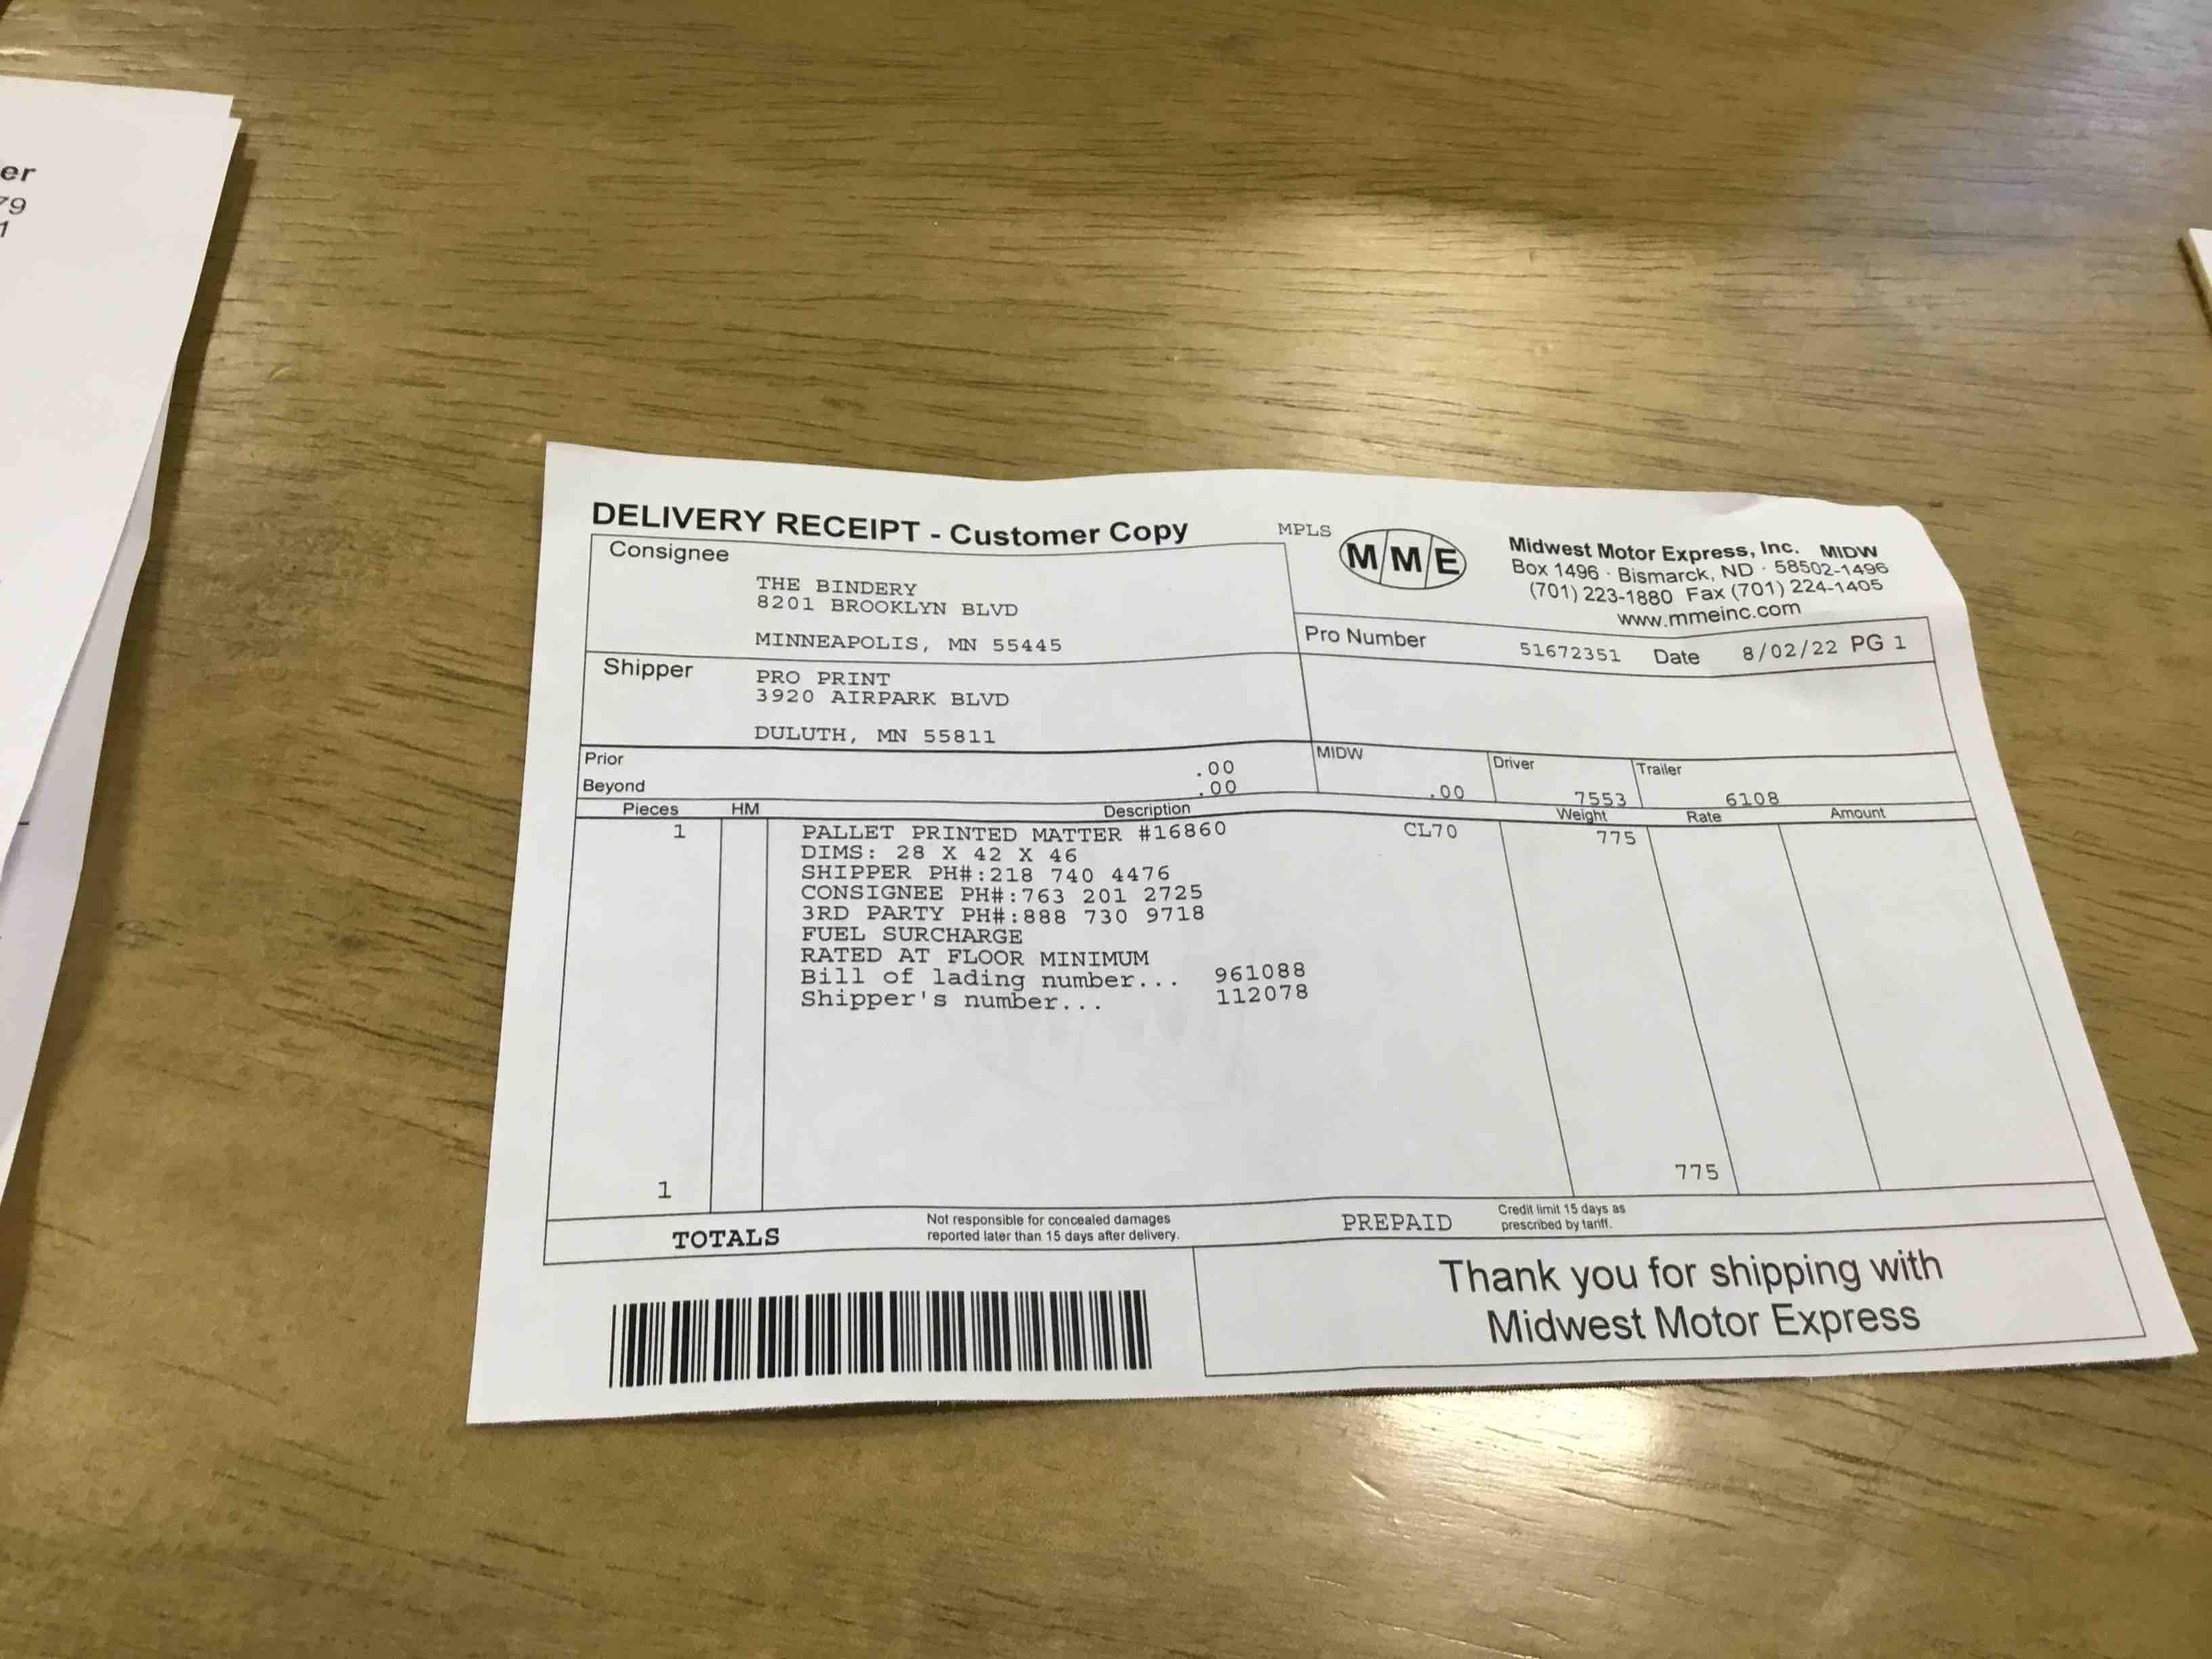 er
79
1
DELIVERY RECEIPT - Customer Copy
MPLS
MME
Midwest Motor Express, Inc. MIDW
Box 1496 · Bismarck, ND · 58502-1496
(701) 223-1880 Fax (701) 224-1405
www.mmeinc.com
Consignee
THE BINDERY
8201 BROOKLYN BLVD
MINNEAPOLIS, MN 55445
Pro Number 51672351 Date 8/02/22 PG 1
Shipper
PRO PRINT
3920 AIRPARK BLVD
DULUTH, MN 55811
Prior .00
Beyond .00
MIDW .00
Driver 7553
Trailer 6108
Pieces HM Description Weight Rate Amount
1 PALLET PRINTED MATTER #16860 CL70 775
DIMS: 28 X 42 X 46
SHIPPER PH#:218 740 4476
CONSIGNEE PH#:763 201 2725
3RD PARTY PH#:888 730 9718
FUEL SURCHARGE
RATED AT FLOOR MINIMUM
Bill of lading number... 961088
Shipper's number... 112078
1 775
TOTALS
Not responsible for concealed damages
reported later than 15 days after delivery.
PREPAID
Credit limit 15 days as
prescribed by tariff.
Thank you for shipping with
Midwest Motor Express